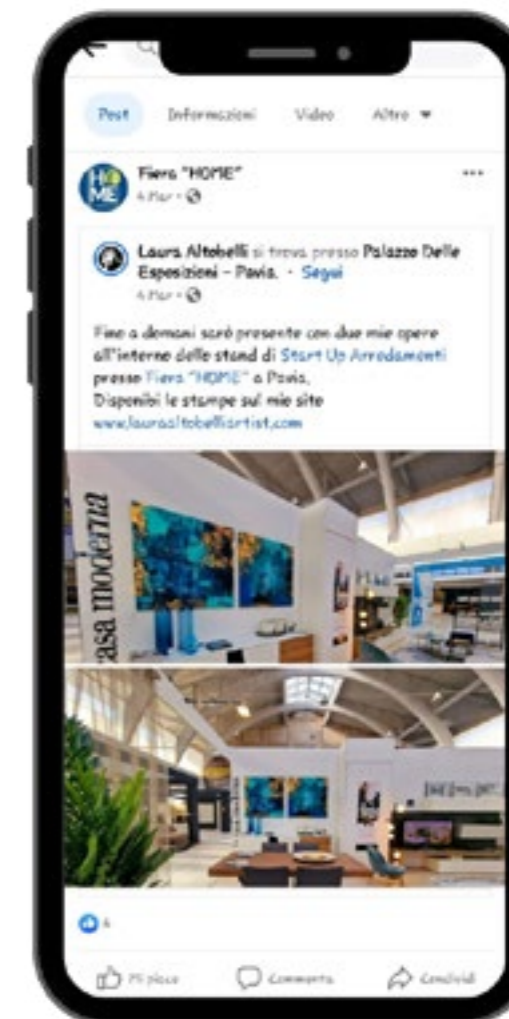 Post Informazioni Video Altro
HOME
Fiera "HOME"
4 Mar
Laura Altobelli si trova presso Palazzo Delle
Esposizioni - Pavia. · Segui
4 Mar
Fino a domani sarò presente con due mie opere
all'interno dello stand di Start Up Arredamenti
presso Fiera "HOME" a Pavia.
Disponibi le stampe sul mio sito
www.lauraaltobelliartist.com
casa moderna
Mi piace Commenta Condividi